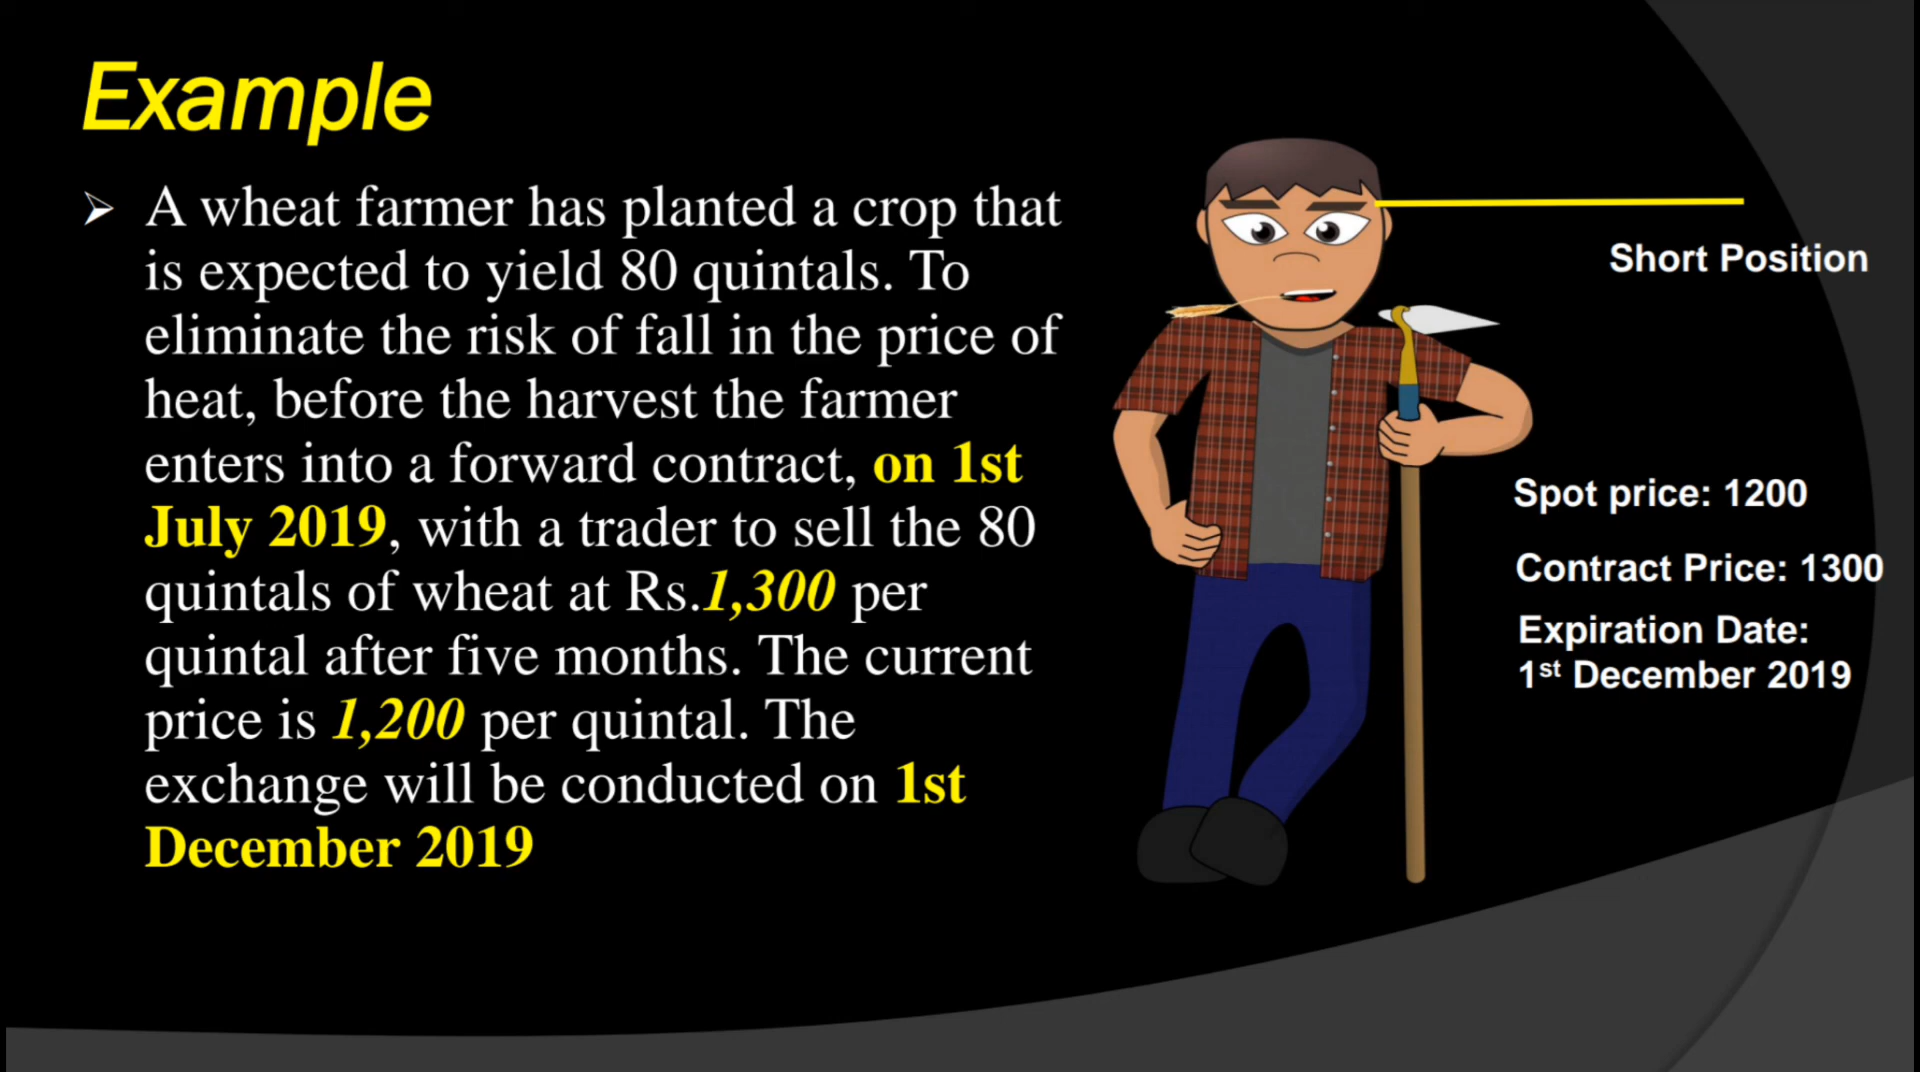 Example
➢ A wheat farmer has planted a crop that
is expected to yield 80 quintals. To
eliminate the risk of fall in the price of
heat, before the harvest the farmer
enters into a forward contract, on 1st
July 2019, with a trader to sell the 80
quintals of wheat at Rs.1,300 per
quintal after five months. The current
price is 1,200 per quintal. The
exchange will be conducted on 1st
December 2019
Short Position
Spot price: 1200
Contract Price: 1300
Expiration Date:
1st December 2019